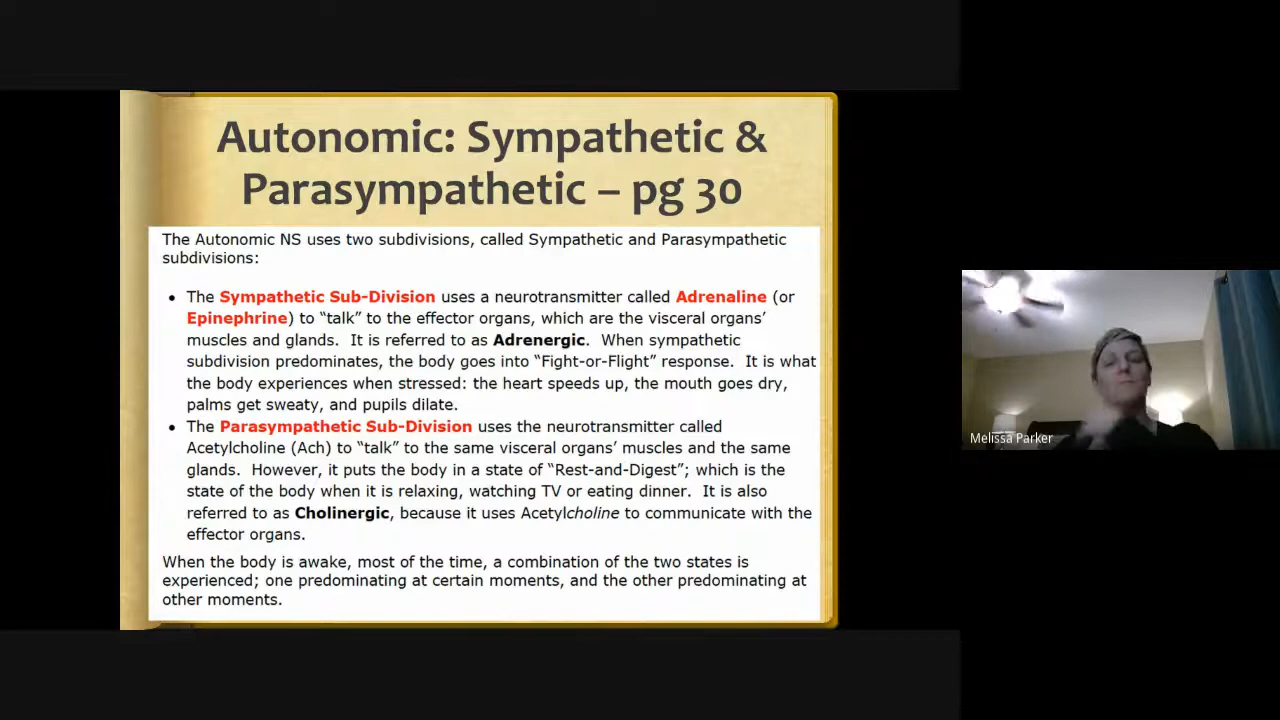 Autonomic: Sympathetic &
Parasympathetic – pg 30
The Autonomic NS uses two subdivisions, called Sympathetic and Parasympathetic
subdivisions:
• The Sympathetic Sub-Division uses a neurotransmitter called Adrenaline (or
Epinephrine) to “talk” to the effector organs, which are the visceral organs’
muscles and glands.  It is referred to as Adrenergic.  When sympathetic
subdivision predominates, the body goes into “Fight-or-Flight” response.  It is what
the body experiences when stressed: the heart speeds up, the mouth goes dry,
palms get sweaty, and pupils dilate.
• The Parasympathetic Sub-Division uses the neurotransmitter called
Acetylcholine (Ach) to “talk” to the same visceral organs’ muscles and the same
glands.  However, it puts the body in a state of “Rest-and-Digest”; which is the
state of the body when it is relaxing, watching TV or eating dinner.  It is also
referred to as Cholinergic, because it uses Acetylcholine to communicate with the
effector organs.
When the body is awake, most of the time, a combination of the two states is
experienced; one predominating at certain moments, and the other predominating at
other moments.
Melissa Parker